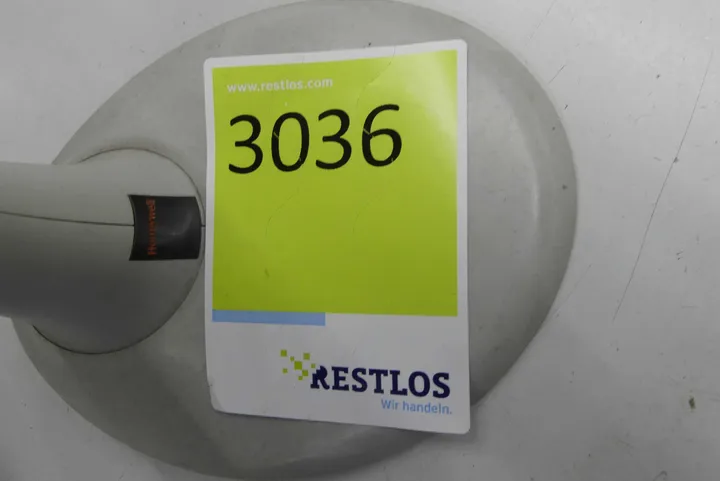 www.restlos.com
3036
Honeywell
RESTLOS
Wir handeln.